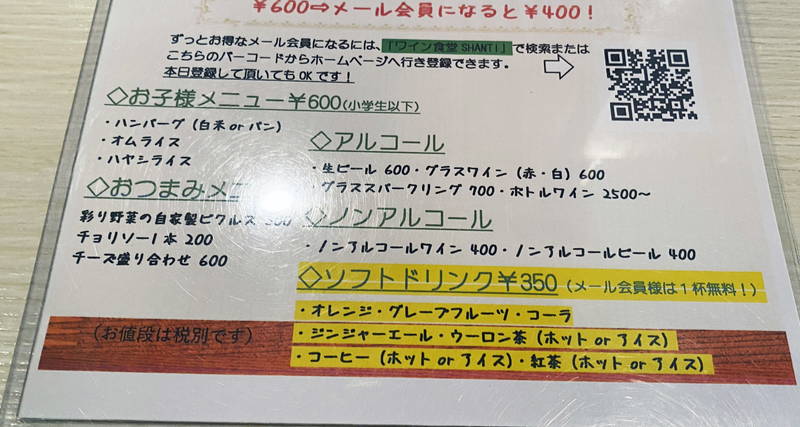 ￥600⇨メール会員になると￥400！
ずっとお得なメール会員になるには、「ワイン食堂 SHANTI」で検索または
こちらのバーコードからホームページへ行き登録できます。
本日登録して頂いてもOKです！
◇お子様メニュー￥600(小学生以下)
・ハンバーグ (白米 or パン)
・オムライス
・ハヤシライス
◇おつまみメニ
彩り野菜の自家製ピクルス
チョリソー1本 200
チーズ盛り合わせ 600
◇アルコール
・生ビール 600・グラスワイン (赤・白) 600
・グラススパークリング 700・ボトルワイン 2500～
◇ノンアルコール
・ノンアルコールワイン 400・ノンアルコールビール 400
◇ソフトドリンク￥350 (メール会員様は1杯無料！)
・オレンジ・グレープフルーツ・コーラ
・ジンジャーエール・ウーロン茶 (ホット or アイス)
・コーヒー (ホット or アイス)・紅茶 (ホット or アイス)
(お値段は税別です)